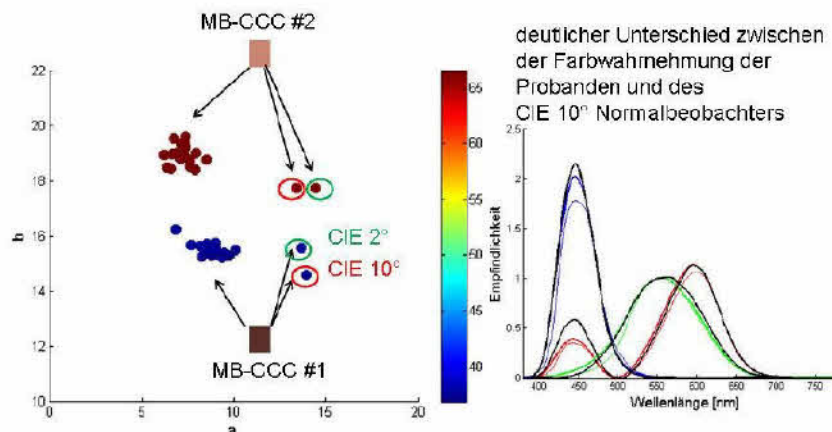 MB-CCC #2
22
20
18
16
14
12
10
b
0
5
10
15
20
a
CIE 2°
CIE 10°
MB-CCC #1
65
60
55
50
45
40
deutlicher Unterschied zwischen
der Farbwahrnehmung der
Probanden und des
CIE 10° Normalbeobachters
2.5
2
1.5
1
0.5
0
Empfindlichkeit
400
450
500
550
600
650
700
750
Wellenlänge [nm]